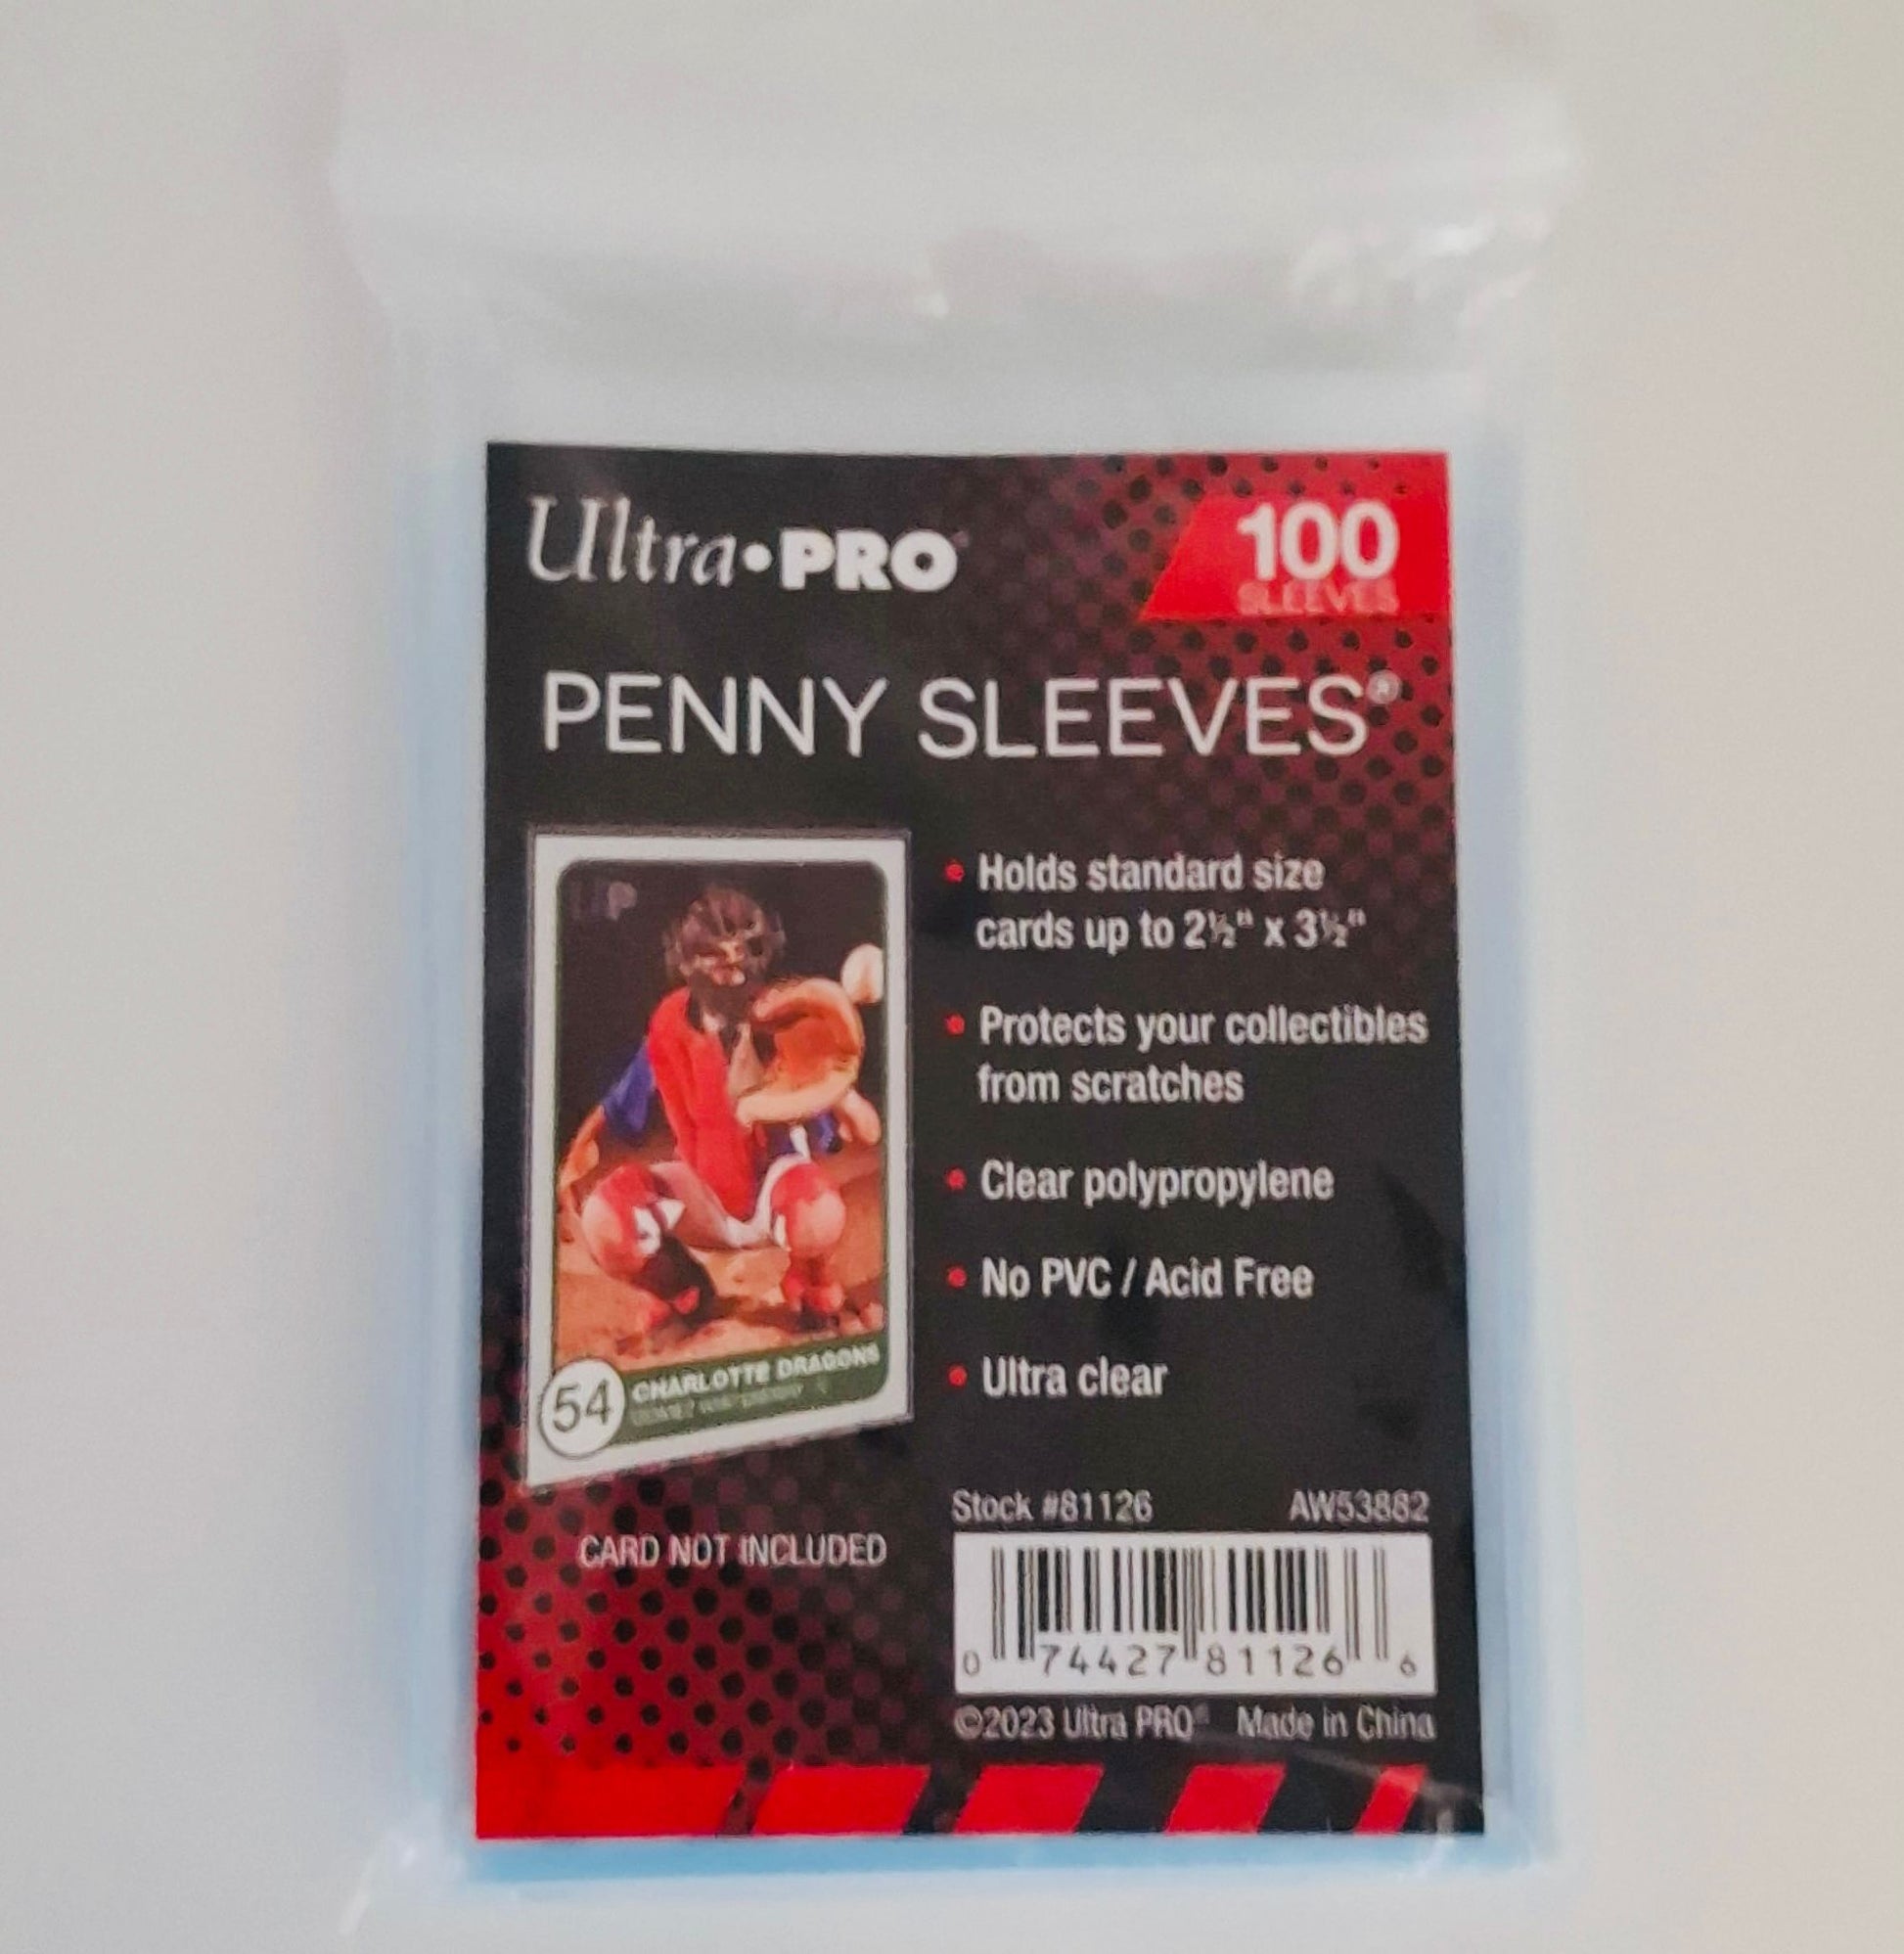 Ultra•PRO
100
SLEEVES
PENNY SLEEVES®
• Holds standard size
cards up to 2½" x 3½"
• Protects your collectibles
from scratches
• Clear polypropylene
• No PVC / Acid Free
• Ultra clear
UP
54
CHARLOTTE DRAGONS
CARD NOT INCLUDED
Stock #81126 AW53882
0 74427 81126 6
©2023 Ultra PRO® Made in China